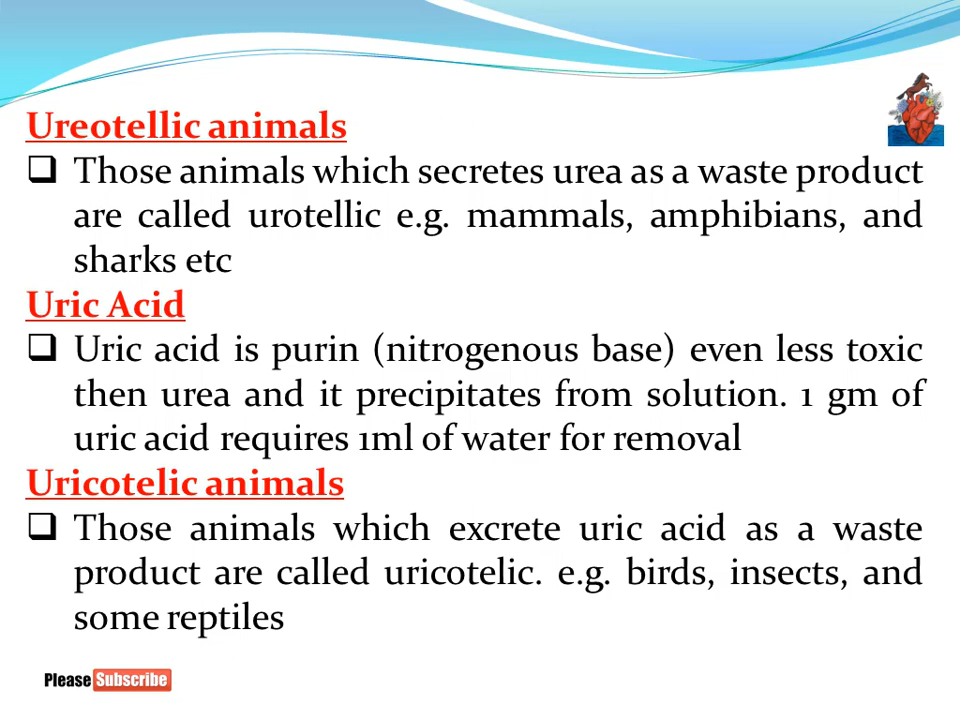 Ureotellic animals
Those animals which secretes urea as a waste product
are called urotellic e.g. mammals, amphibians, and
sharks etc
Uric Acid
Uric acid is purin (nitrogenous base) even less toxic
then urea and it precipitates from solution. 1 gm of
uric acid requires 1ml of water for removal
Uricotelic animals
Those animals which excrete uric acid as a waste
product are called uricotelic. e.g. birds, insects, and
some reptiles
Please Subscribe